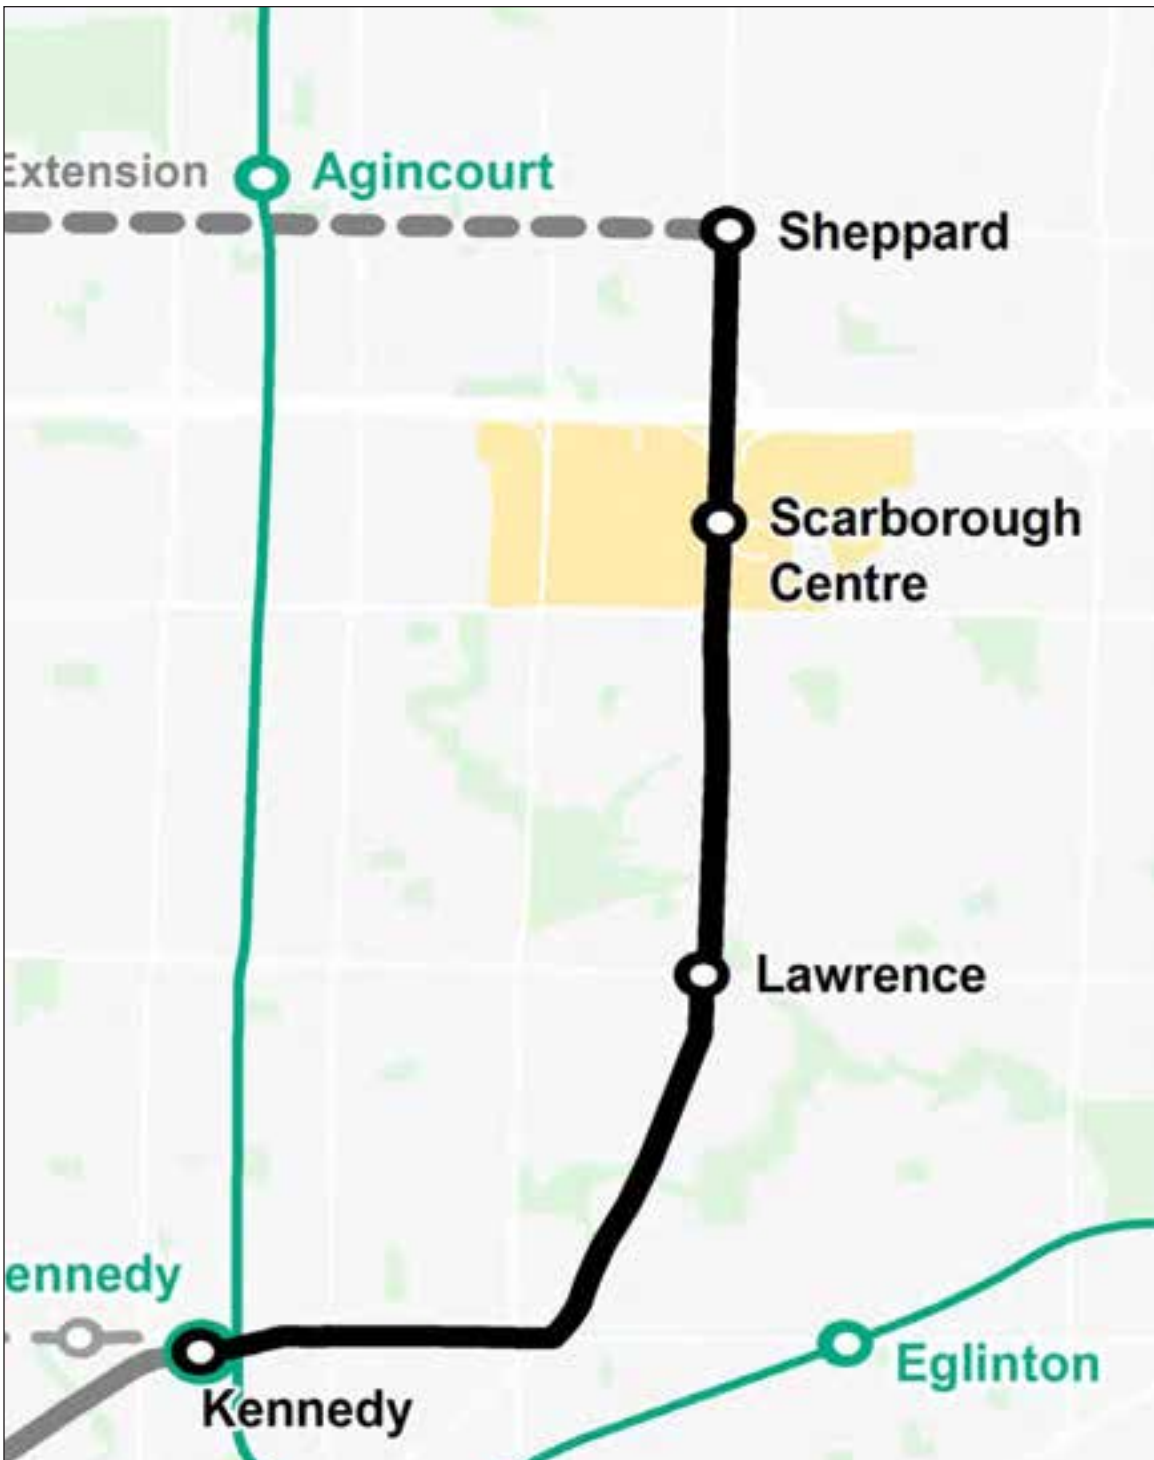 Extension
Agincourt
Sheppard
Scarborough
Centre
Lawrence
ennedy
Eglinton
Kennedy